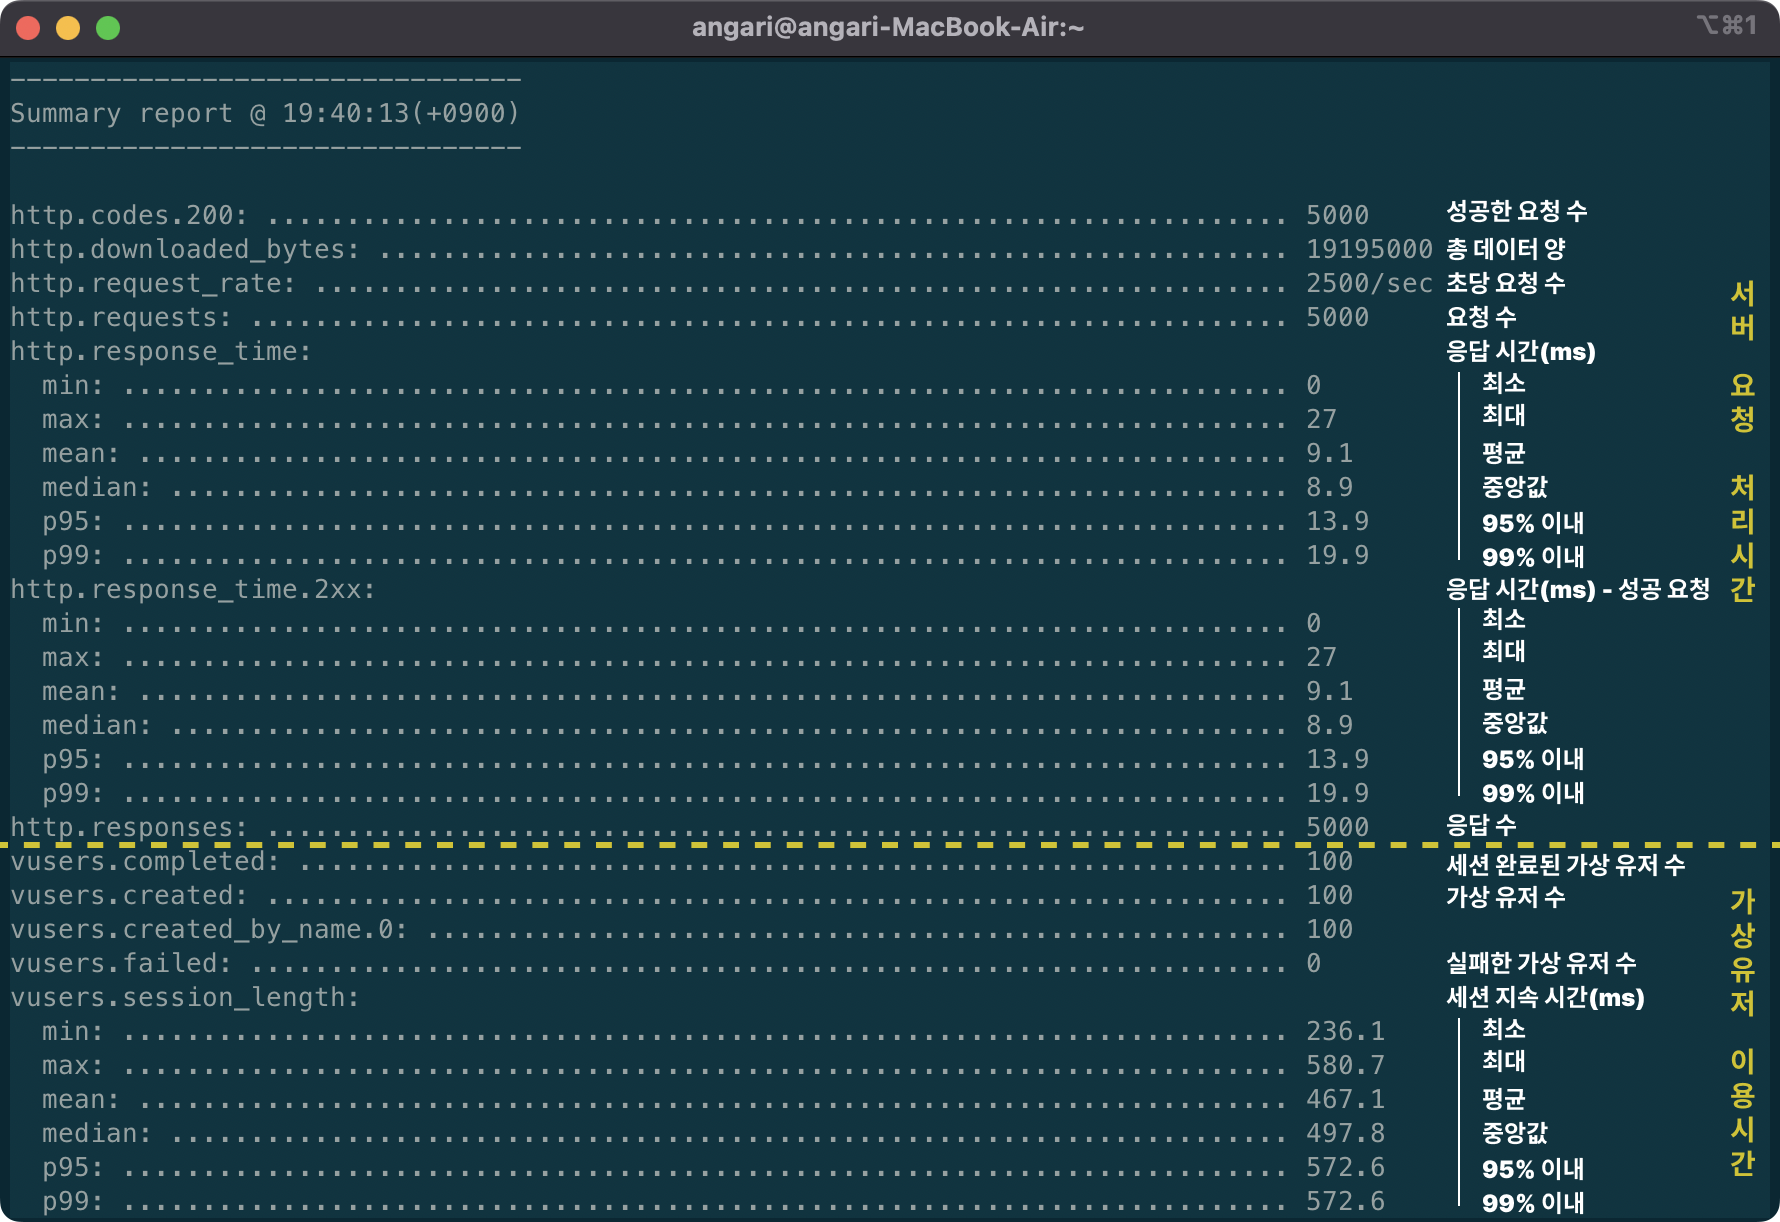 angari@angari-MacBook-Air:~
⌥⌘1
--------------------------------
Summary report @ 19:40:13(+0900)
--------------------------------
http.codes.200: ................................................................ 5000 성공한 요청 수
http.downloaded_bytes: ......................................................... 19195000 총 데이터 양
http.request_rate: ............................................................. 2500/sec 초당 요청 수
http.requests: ................................................................. 5000 요청 수
http.response_time: 응답 시간(ms)
min: ......................................................................... 0 최소
max: ......................................................................... 27 최대
mean: ........................................................................ 9.1 평균
median: ...................................................................... 8.9 중앙값
p95: ......................................................................... 13.9 95% 이내
p99: ......................................................................... 19.9 99% 이내
http.response_time.2xx: 응답 시간(ms) - 성공 요청
min: ......................................................................... 0 최소
max: ......................................................................... 27 최대
mean: ........................................................................ 9.1 평균
median: ...................................................................... 8.9 중앙값
p95: ......................................................................... 13.9 95% 이내
p99: ......................................................................... 19.9 99% 이내
http.responses: ................................................................ 5000 응답 수
서버 요청 처리시간
vusers.completed: .............................................................. 100 세션 완료된 가상 유저 수
vusers.created: ................................................................ 100 가상 유저 수
vusers.created_by_name.0: ...................................................... 100
vusers.failed: ................................................................. 0 실패한 가상 유저 수
vusers.session_length: 세션 지속 시간(ms)
min: ......................................................................... 236.1 최소
max: ......................................................................... 580.7 최대
mean: ........................................................................ 467.1 평균
median: ...................................................................... 497.8 중앙값
p95: ......................................................................... 572.6 95% 이내
p99: ......................................................................... 572.6 99% 이내
가상유저 이용시간